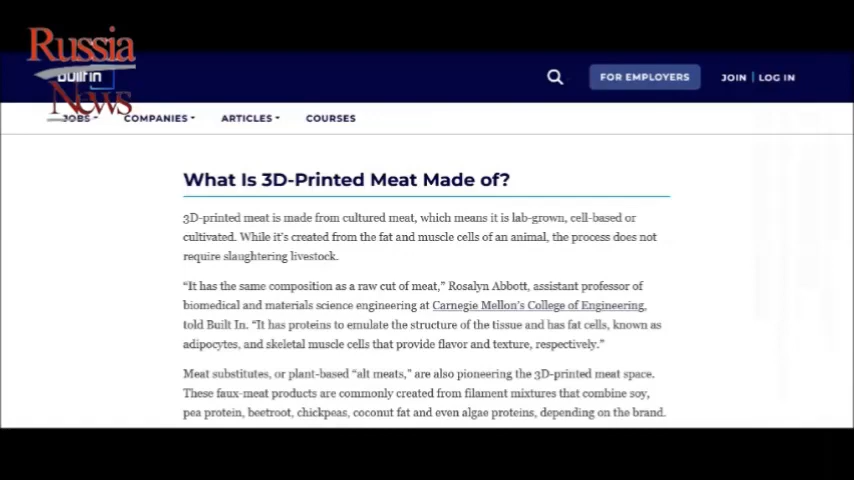 Russia
built in
News
FOR EMPLOYERS
JOIN | LOG IN
JOBS
COMPANIES
ARTICLES
COURSES
What Is 3D-Printed Meat Made of?
3D-printed meat is made from cultured meat, which means it is lab-grown, cell-based or
cultivated. While it’s created from the fat and muscle cells of an animal, the process does not
require slaughtering livestock.
“It has the same composition as a raw cut of meat,” Rosalyn Abbott, assistant professor of
biomedical and materials science engineering at Carnegie Mellon’s College of Engineering,
told Built In. “It has proteins to emulate the structure of the tissue and has fat cells, known as
adipocytes, and skeletal muscle cells that provide flavor and texture, respectively.”
Meat substitutes, or plant-based “alt meats,” are also pioneering the 3D-printed meat space.
These faux-meat products are commonly created from filament mixtures that combine soy,
pea protein, beetroot, chickpeas, coconut fat and even algae proteins, depending on the brand.